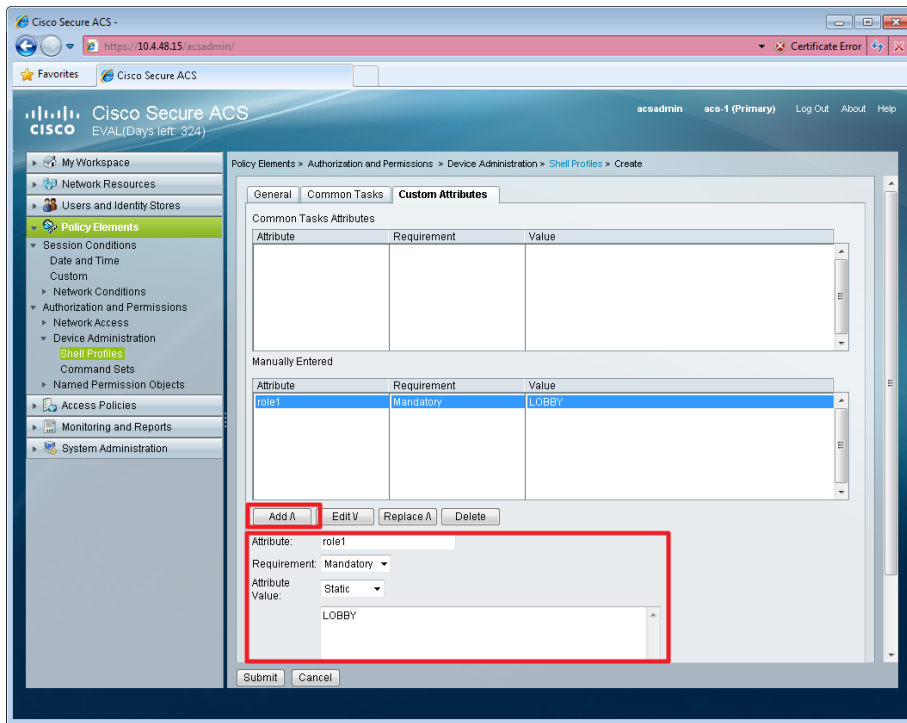 Cisco Secure ACS -
https://10.4.48.15/acsadmin/
Certificate Error
Favorites
Cisco Secure ACS
CISCO
Cisco Secure ACS
EVAL(Days left: 324)
acsadmin acs-1 (Primary) Log Out About Help
My Workspace
Network Resources
Users and Identity Stores
Policy Elements
Session Conditions
Date and Time
Custom
Network Conditions
Authorization and Permissions
Network Access
Device Administration
Shell Profiles
Command Sets
Named Permission Objects
Access Policies
Monitoring and Reports
System Administration
Policy Elements > Authorization and Permissions > Device Administration > Shell Profiles > Create
General Common Tasks Custom Attributes
Common Tasks Attributes
Attribute Requirement Value
Manually Entered
Attribute Requirement Value
role1 Mandatory LOBBY
Add Λ Edit V Replace Λ Delete
Attribute: role1
Requirement: Mandatory
Attribute
Value:
Static
LOBBY
Submit Cancel